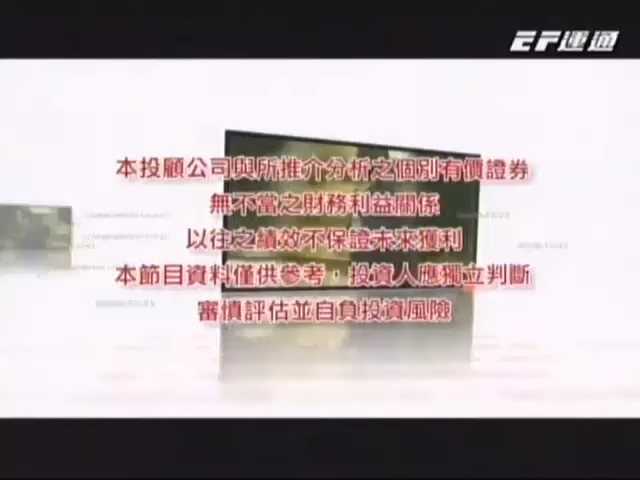 EF運通
本投顧公司與所推介分析之個別有價證券
無不當之財務利益關係
以往之績效不保證未來獲利
本節目資料僅供參考，投資人應獨立判斷
審慎評估並自負投資風險